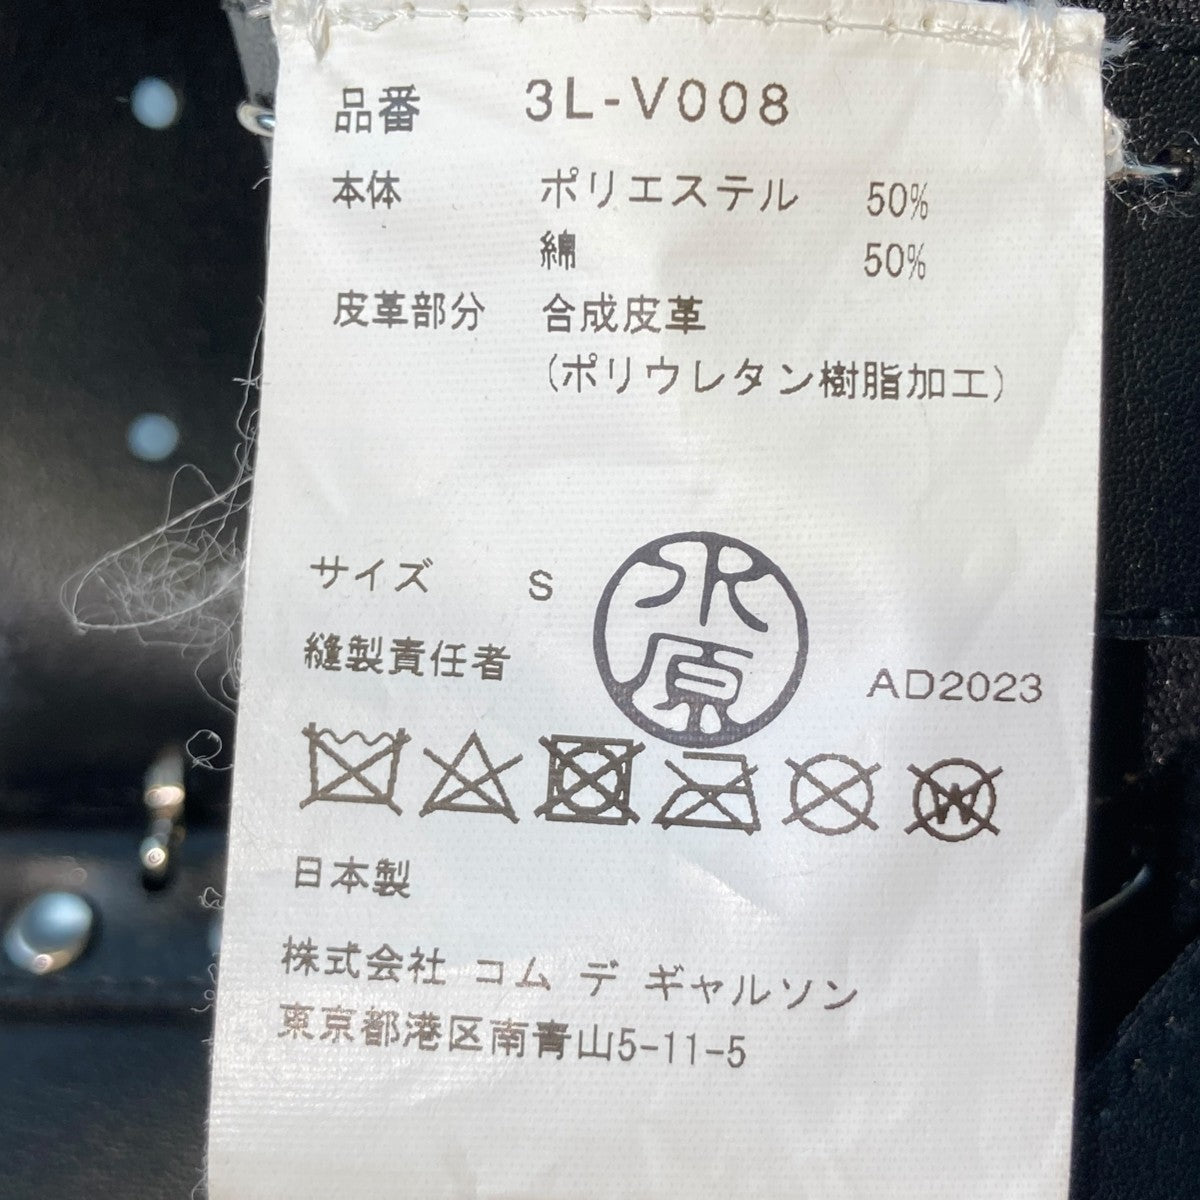 品番 3L-V008
本体 ポリエステル 50%
綿 50%
皮革部分 合成皮革
(ポリウレタン樹脂加工)
サイズ S
水原
縫製責任者
AD2023
W
日本製
株式会社 コム デ ギャルソン
東京都港区南青山5-11-5